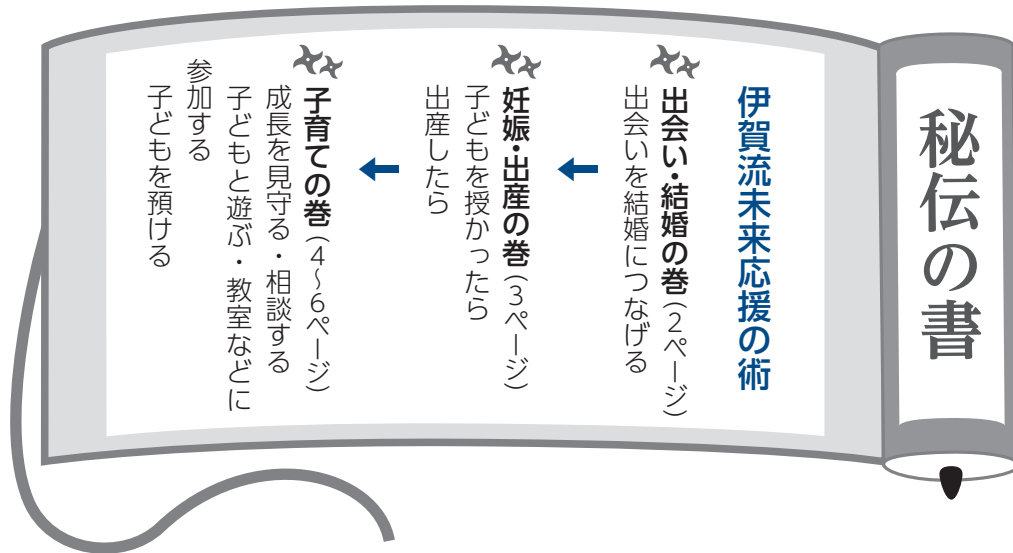 秘伝の書
伊賀流未来応援の術
出会い・結婚の巻(2ページ)
出会いを結婚につなげる
妊娠・出産の巻(3ページ)
子どもを授かったら
出産したら
子育ての巻(4〜6ページ)
成長を見守る・相談する
子どもと遊ぶ・教室などに
参加する
子どもを預ける